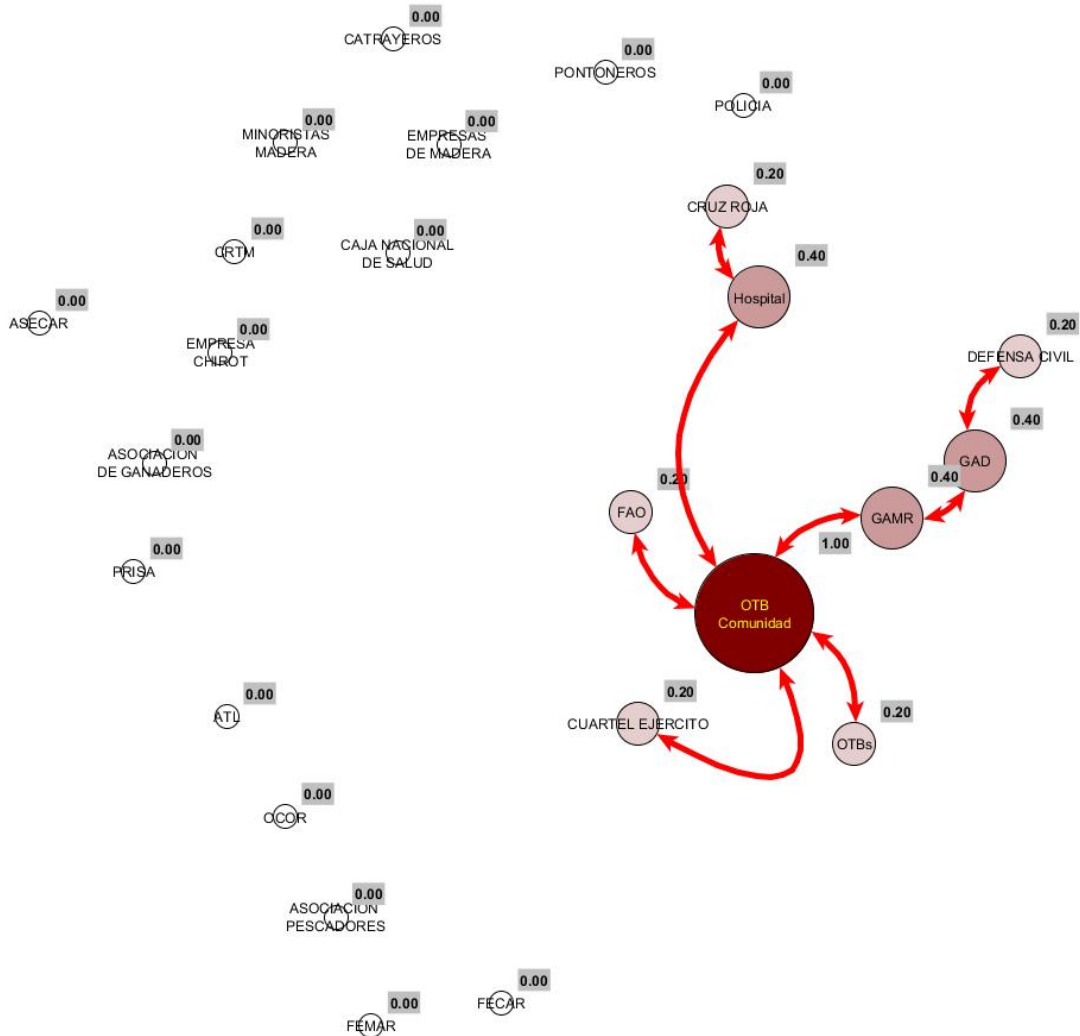 0.00
CATRAYEROS
0.00
PONTONEROS
0.00
POLICIA
0.00
MINORISTAS
MADERA
0.00
EMPRESAS
DE MADERA
0.20
CRUZ ROJA
0.00
CRTM
0.00
CAJA NACIONAL
DE SALUD
0.40
Hospital
0.00
ASECAR
0.00
EMPRESA
CHIROT
0.20
DEFENSA CIVIL
0.00
ASOCIACION
DE GANADEROS
0.40
GAD
0.20
FAO
0.40
GAMR
0.00
PRISA
1.00
OTB
Comunidad
0.00
ATL
0.20
CUARTEL EJERCITO
0.20
OTBs
0.00
OCOR
0.00
ASOCIACION
PESCADORES
0.00
FECAR
0.00
FEMAR